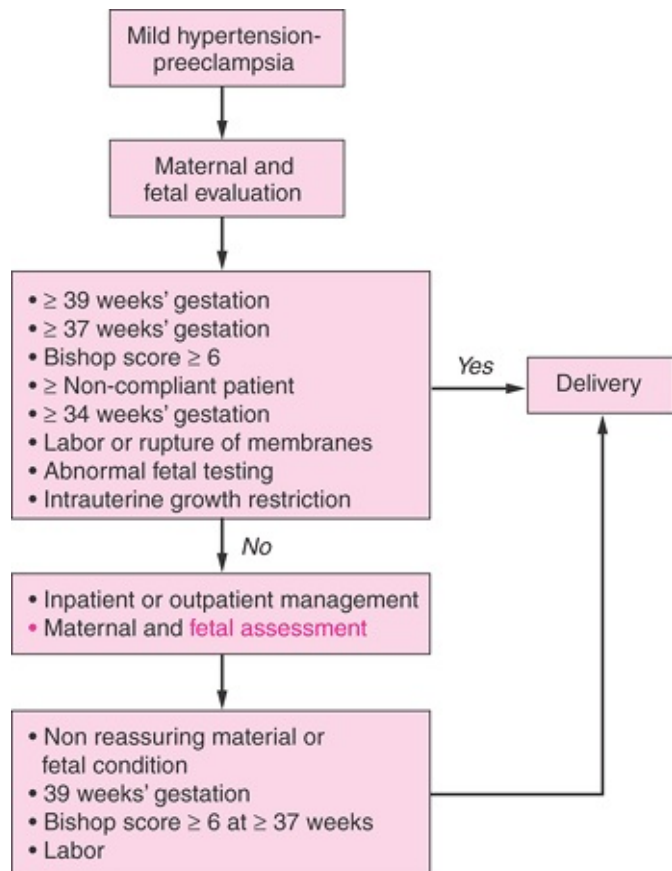 Mild hypertension-
preeclampsia
Maternal and
fetal evaluation
• ≥ 39 weeks’ gestation
• ≥ 37 weeks’ gestation
• Bishop score ≥ 6
• ≥ Non-compliant patient
• ≥ 34 weeks’ gestation
• Labor or rupture of membranes
• Abnormal fetal testing
• Intrauterine growth restriction
Yes
Delivery
No
• Inpatient or outpatient management
• Maternal and fetal assessment
• Non reassuring material or
fetal condition
• 39 weeks’ gestation
• Bishop score ≥ 6 at ≥ 37 weeks
• Labor